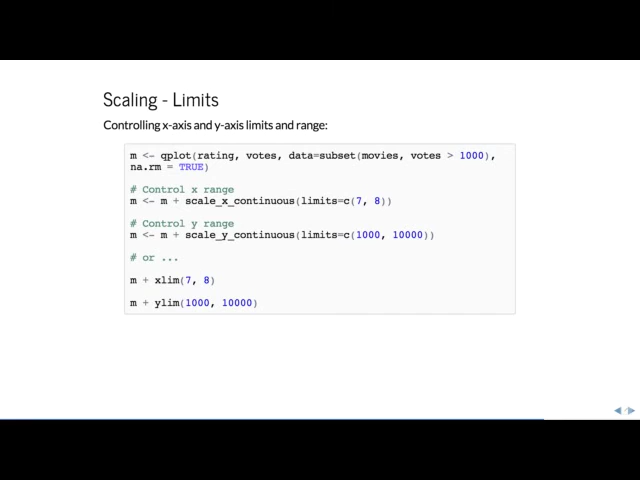 Scaling - Limits
Controlling x-axis and y-axis limits and range:
m <- qplot(rating, votes, data=subset(movies, votes > 1000),
na.rm = TRUE)
# Control x range
m <- m + scale_x_continuous(limits=c(7, 8))
# Control y range
m <- m + scale_y_continuous(limits=c(1000, 10000))
# or ...
m + xlim(7, 8)
m + ylim(1000, 10000)